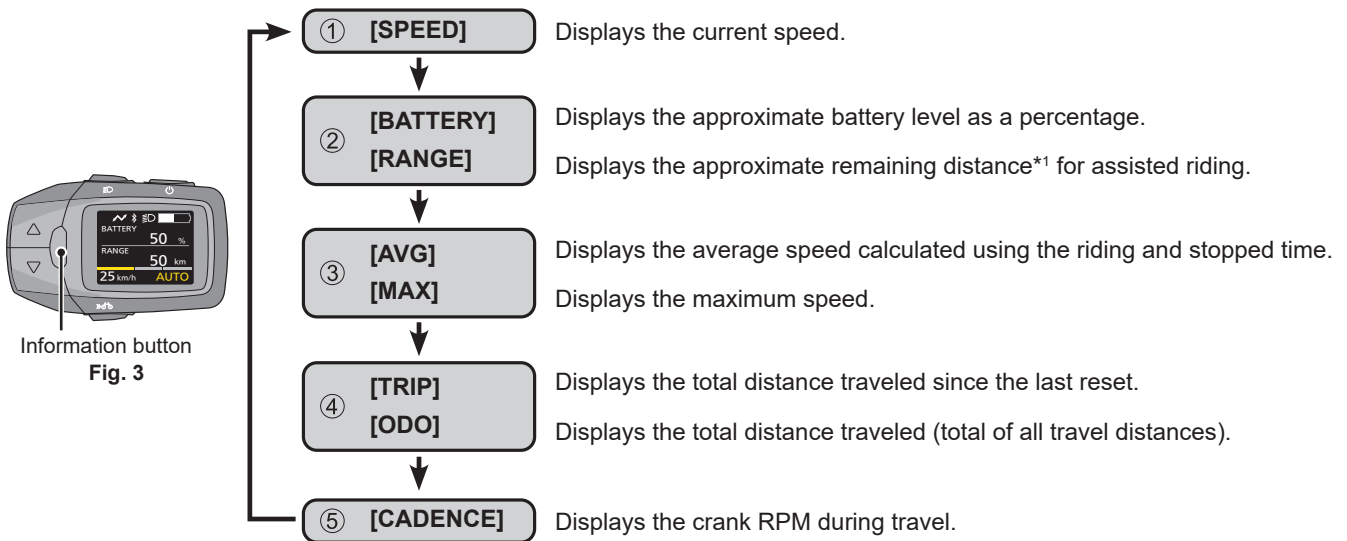 ① [SPEED] Displays the current speed.
② [BATTERY] Displays the approximate battery level as a percentage.
[RANGE] Displays the approximate remaining distance*1 for assisted riding.
BATTERY
50 %
RANGE
50 km
25 km/h AUTO
Information button
Fig. 3
③ [AVG] Displays the average speed calculated using the riding and stopped time.
[MAX] Displays the maximum speed.
④ [TRIP] Displays the total distance traveled since the last reset.
[ODO] Displays the total distance traveled (total of all travel distances).
⑤ [CADENCE] Displays the crank RPM during travel.